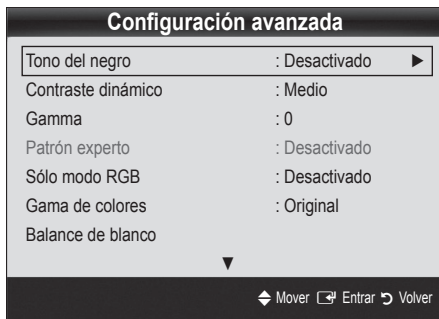 Configuración avanzada
Tono del negro : Desactivado ►
Contraste dinámico : Medio
Gamma : 0
Patrón experto : Desactivado
Sólo modo RGB : Desactivado
Gama de colores : Original
Balance de blanco
▼
Mover Entrar Volver